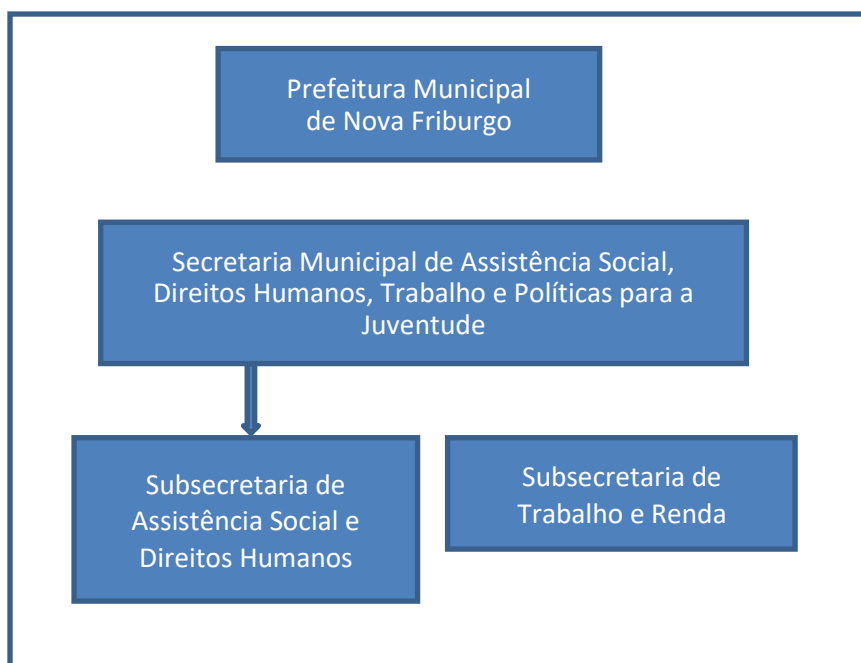 Prefeitura Municipal
de Nova Friburgo
Secretaria Municipal de Assistência Social,
Direitos Humanos, Trabalho e Políticas para a
Juventude
Subsecretaria de
Assistência Social e
Direitos Humanos
Subsecretaria de
Trabalho e Renda